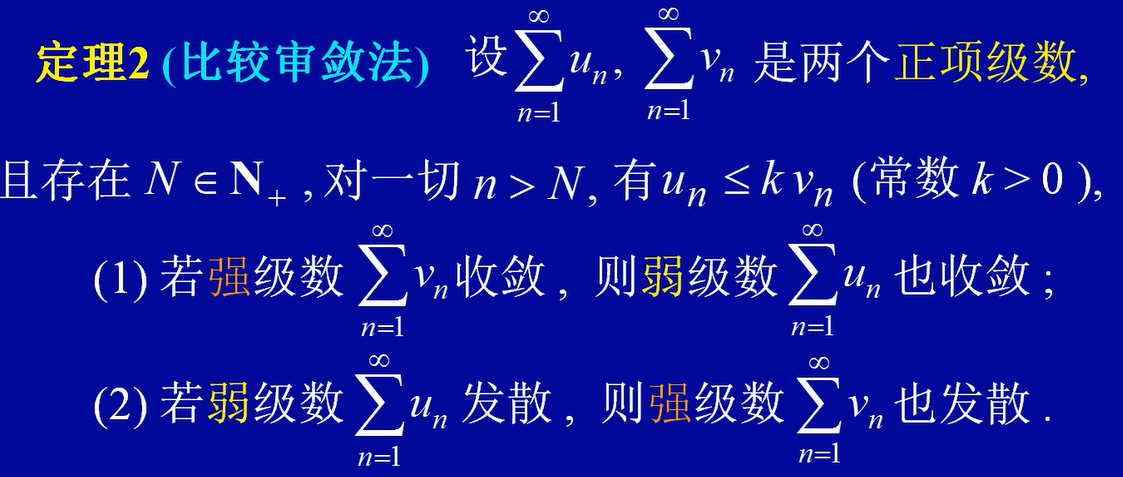 定理2 (比较审敛法) 设 $\sum_{n=1}^{\infty} u_n$, $\sum_{n=1}^{\infty} v_n$ 是两个正项级数,
且存在 $N \in \mathbf{N}_+$ , 对一切 $n > N$, 有 $u_n \leq k v_n$ (常数 $k > 0$ ),
(1) 若强级数 $\sum_{n=1}^{\infty} v_n$ 收敛 , 则弱级数 $\sum_{n=1}^{\infty} u_n$ 也收敛 ;
(2) 若弱级数 $\sum_{n=1}^{\infty} u_n$ 发散 , 则强级数 $\sum_{n=1}^{\infty} v_n$ 也发散 .